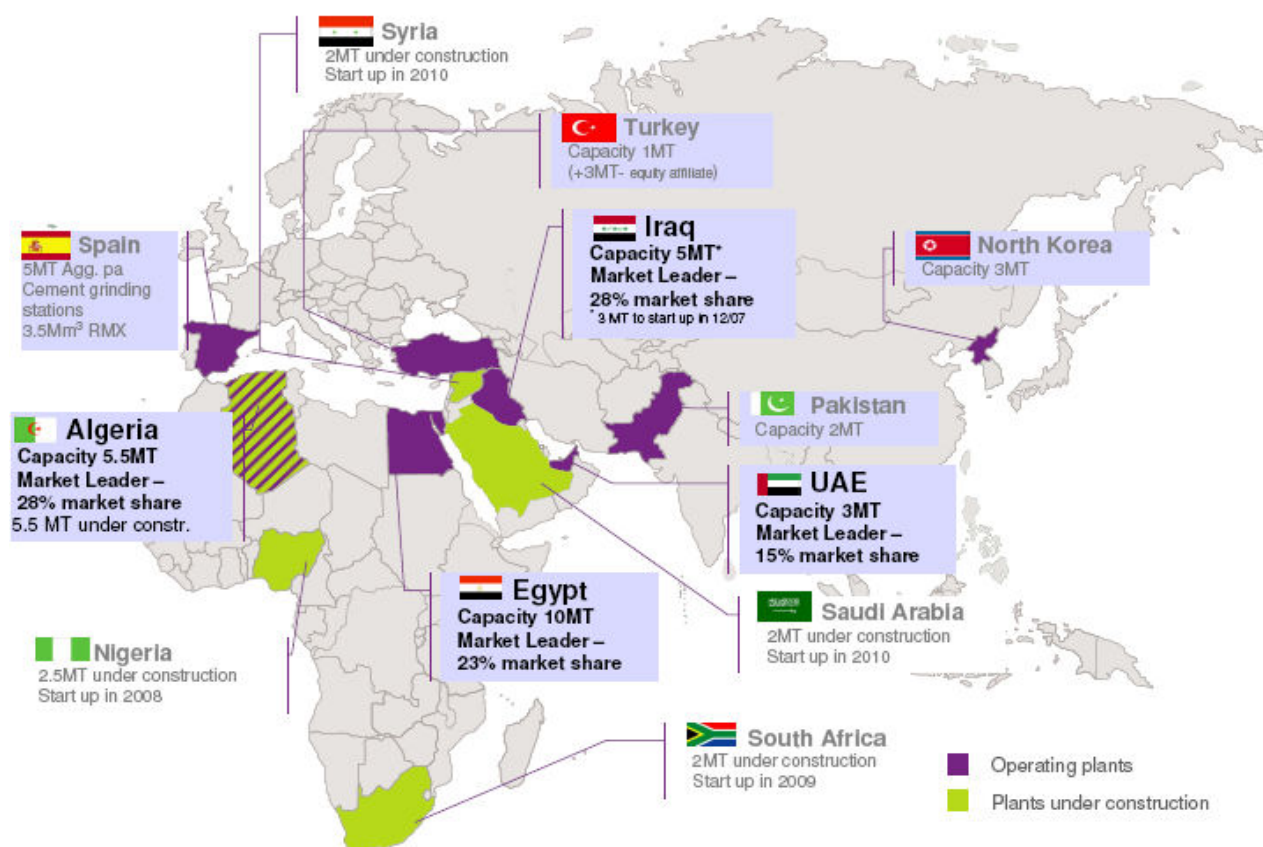 Syria
2MT under construction
Start up in 2010
Turkey
Capacity 1MT
(+3MT- equity affiliate)
Spain
5MT Agg. pa
Cement grinding
stations
3.5Mm³ RMX
Iraq
Capacity 5MT*
Market Leader –
28% market share
* 3 MT to start up in 12/07
North Korea
Capacity 3MT
Algeria
Capacity 5.5MT
Market Leader –
28% market share
5.5 MT under constr.
Pakistan
Capacity 2MT
UAE
Capacity 3MT
Market Leader –
15% market share
Egypt
Capacity 10MT
Market Leader –
23% market share
Saudi Arabia
2MT under construction
Start up in 2010
Nigeria
2.5MT under construction
Start up in 2008
South Africa
2MT under construction
Start up in 2009
Operating plants
Plants under construction